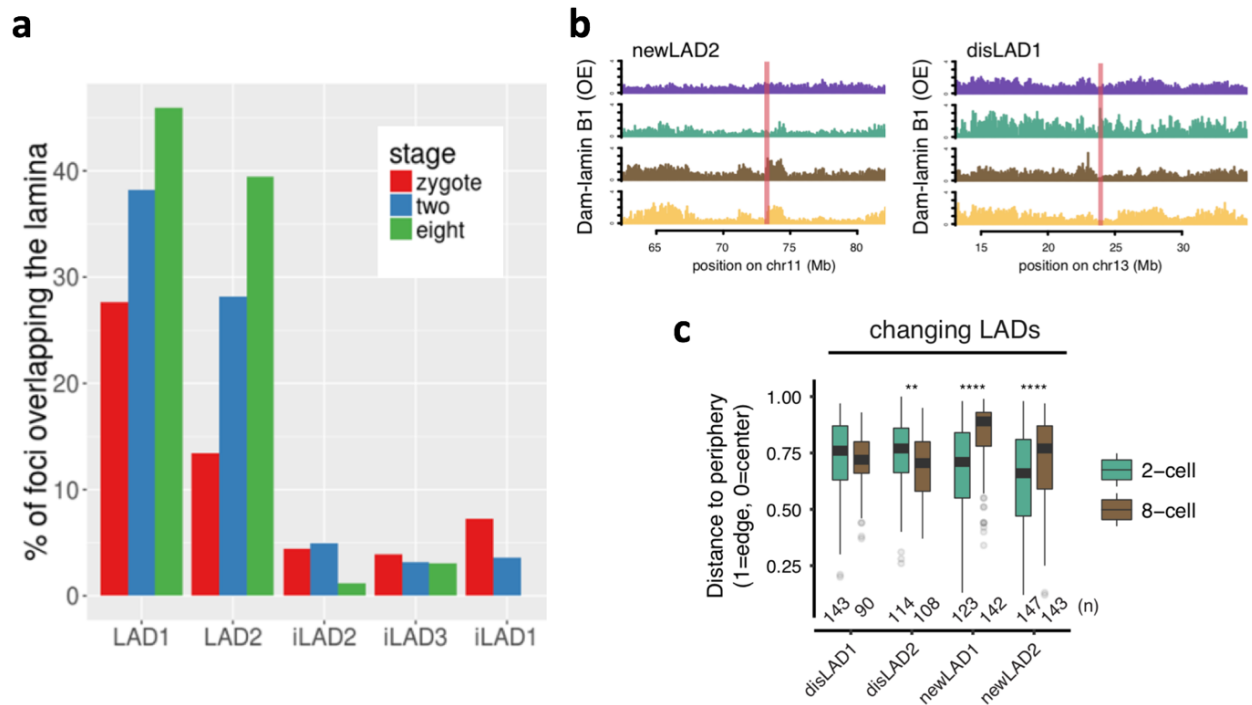 a
% of foci overlapping the lamina
40
30
20
10
0
stage
zygote
two
eight
LAD1 LAD2 iLAD2 iLAD3 iLAD1
b
newLAD2
Dam-lamin B1 (OE)
65 70 75 80
position on chr11 (Mb)
disLAD1
Dam-lamin B1 (OE)
15 20 25 30
position on chr13 (Mb)
c
changing LADs
Distance to periphery
(1=edge, 0=center)
1.00
0.75
0.50
0.25
** **** ****
143 90 114 108 123 142 147 143 (n)
disLAD1 disLAD2 newLAD1 newLAD2
2-cell
8-cell